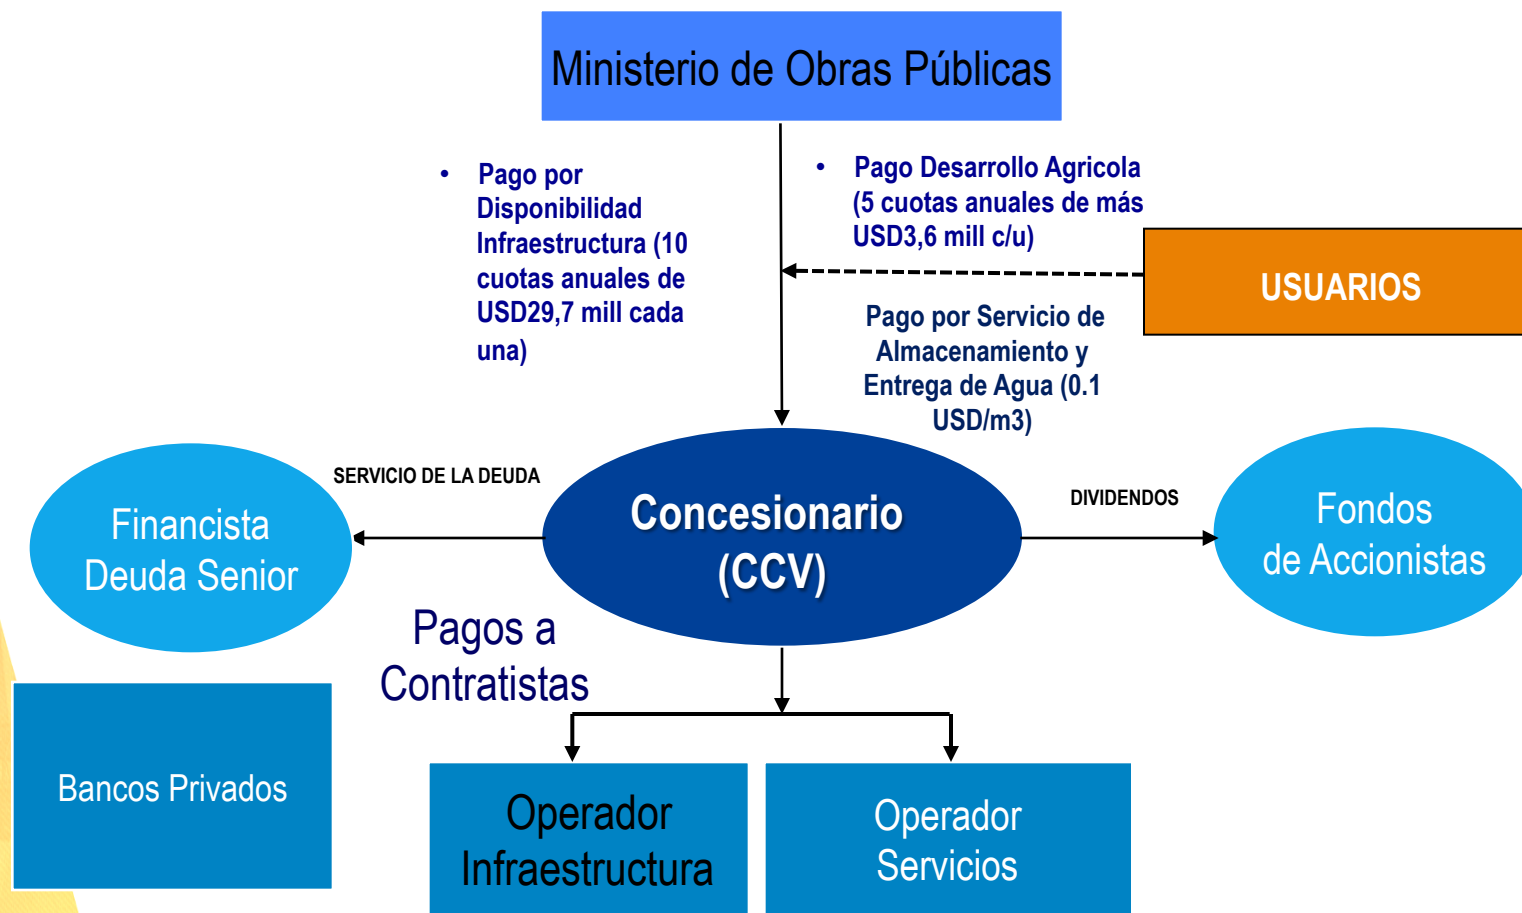 Ministerio de Obras Públicas
• Pago por
Disponibilidad
Infraestructura (10
cuotas anuales de
USD29,7 mill cada
una)
• Pago Desarrollo Agricola
(5 cuotas anuales de más
USD3,6 mill c/u)
USUARIOS
Pago por Servicio de
Almacenamiento y
Entrega de Agua (0.1
USD/m3)
SERVICIO DE LA DEUDA
Financista
Deuda Senior
Concesionario
(CCV)
DIVIDENDOS
Fondos
de Accionistas
Pagos a
Contratistas
Bancos Privados
Operador
Infraestructura
Operador
Servicios